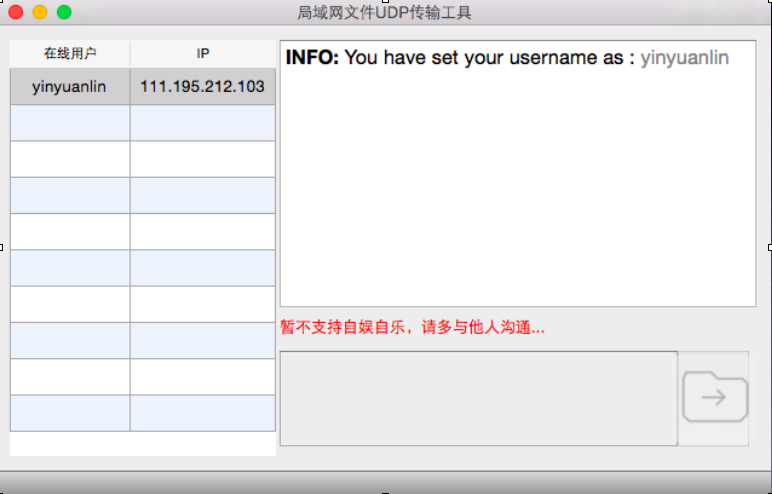 局域网文件UDP传输工具
在线用户 IP
yinyuanlin 111.195.212.103
INFO: You have set your username as : yinyuanlin
暂不支持自娱自乐，请多与他人沟通...